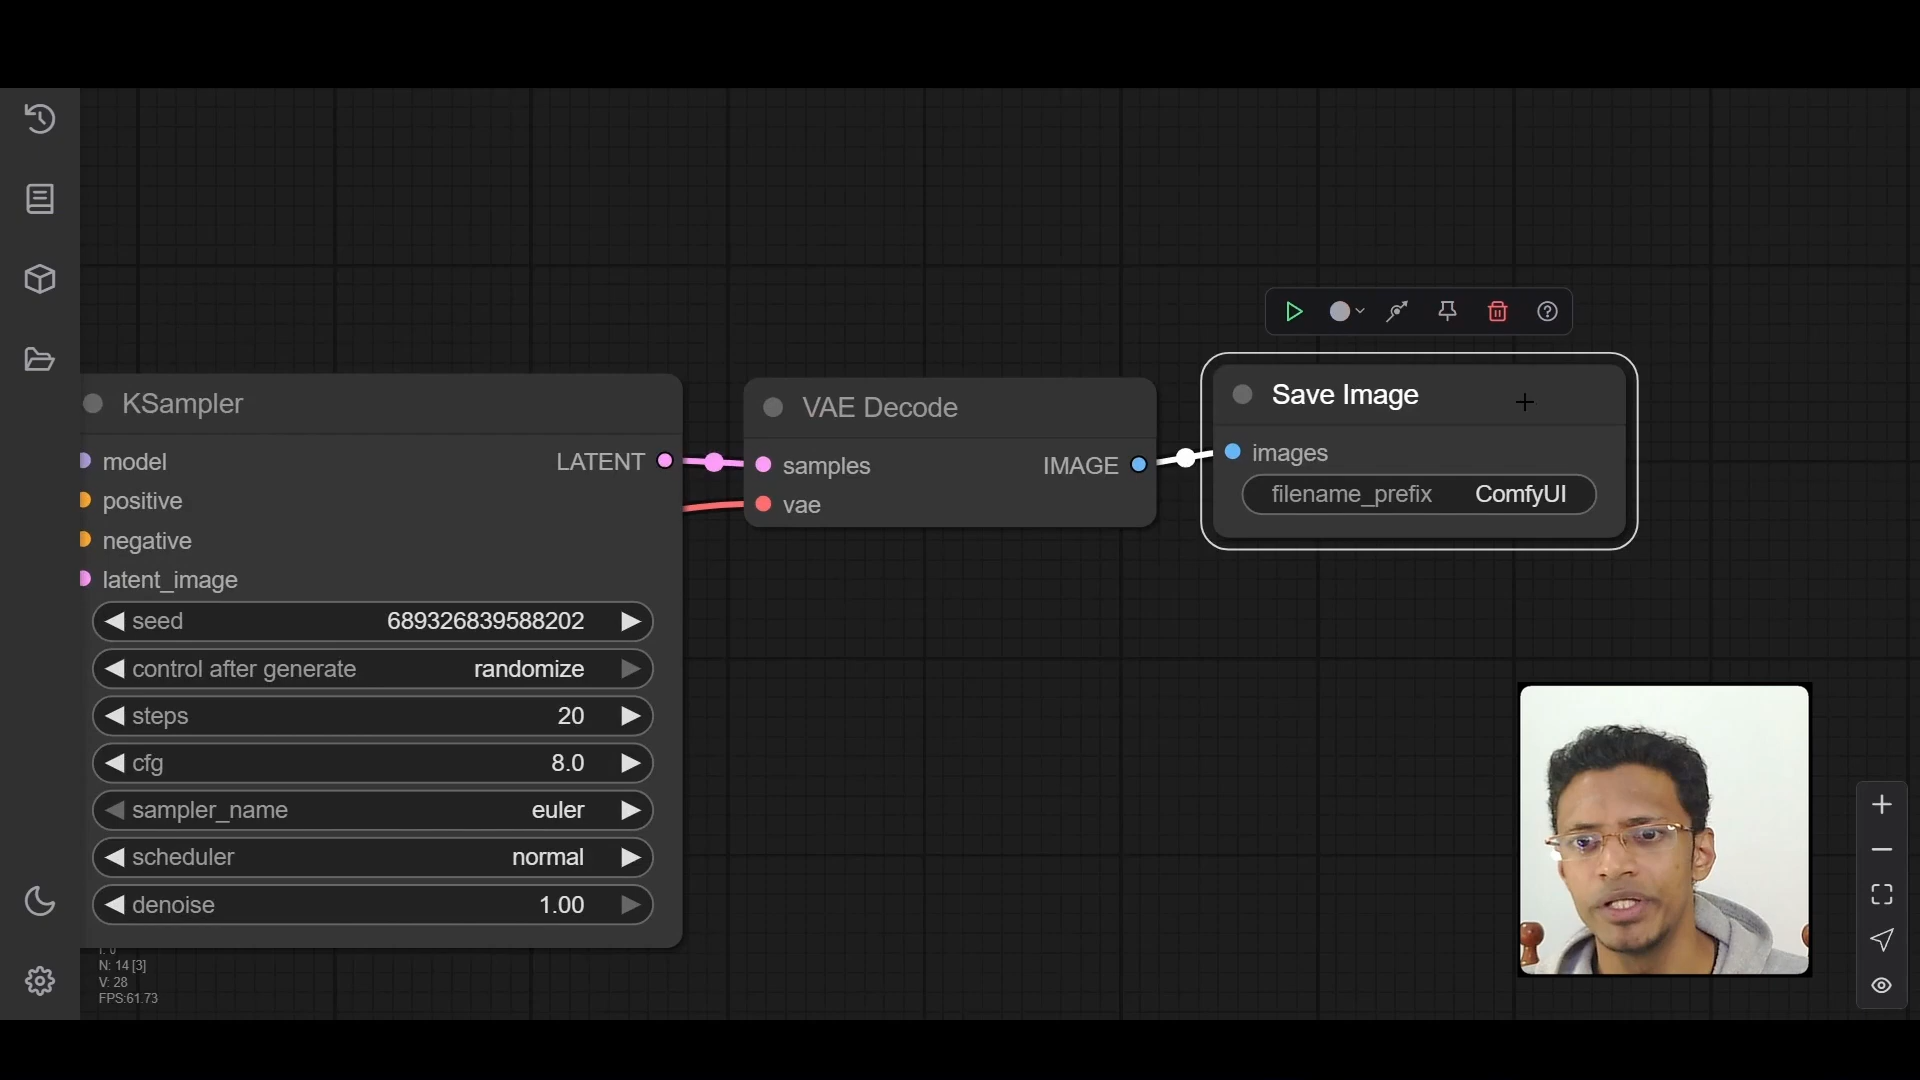 KSampler
model
LATENT
positive
negative
latent_image
seed 689326839588202
control after generate randomize
steps 20
cfg 8.0
sampler_name euler
scheduler normal
denoise 1.00
VAE Decode
samples
IMAGE
vae
Save Image
images
filename_prefix ComfyUI
I: 0
N: 14 [3]
V: 28
FPS:61.73